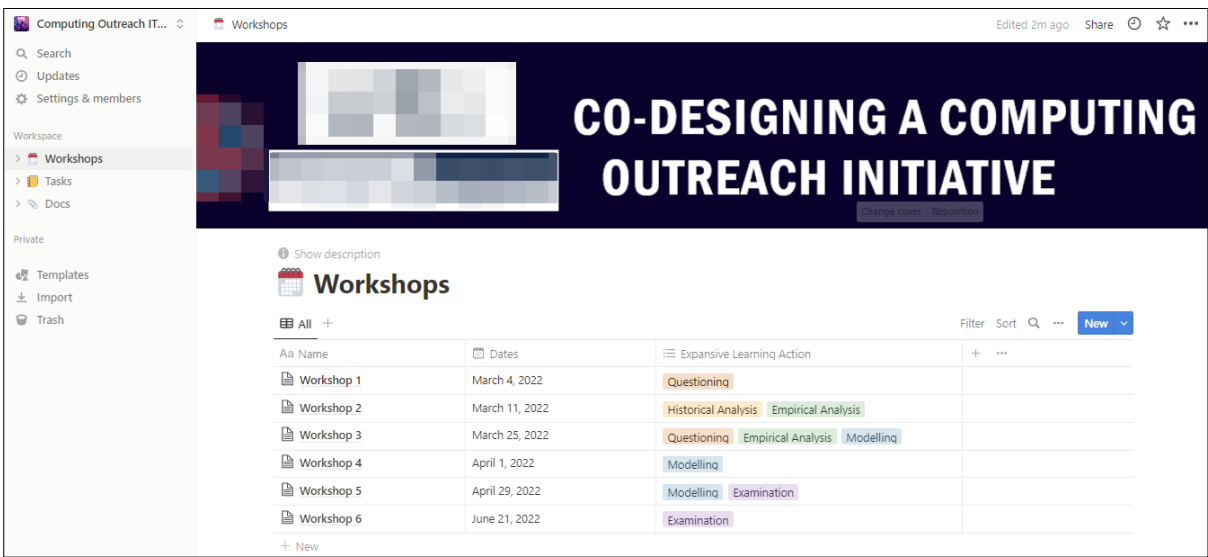 Computing Outreach IT...
Workshops
Edited 2m ago Share
Search
Updates
Settings & members
Workspace
Workshops
Tasks
Docs
Private
Templates
Import
Trash
CO-DESIGNING A COMPUTING
OUTREACH INITIATIVE
Change cover Reposition
Show description
Workshops
All
Filter Sort New
Aa Name Dates Expansive Learning Action
Workshop 1 March 4, 2022 Questioning
Workshop 2 March 11, 2022 Historical Analysis Empirical Analysis
Workshop 3 March 25, 2022 Questioning Empirical Analysis Modelling
Workshop 4 April 1, 2022 Modelling
Workshop 5 April 29, 2022 Modelling Examination
Workshop 6 June 21, 2022 Examination
+ New